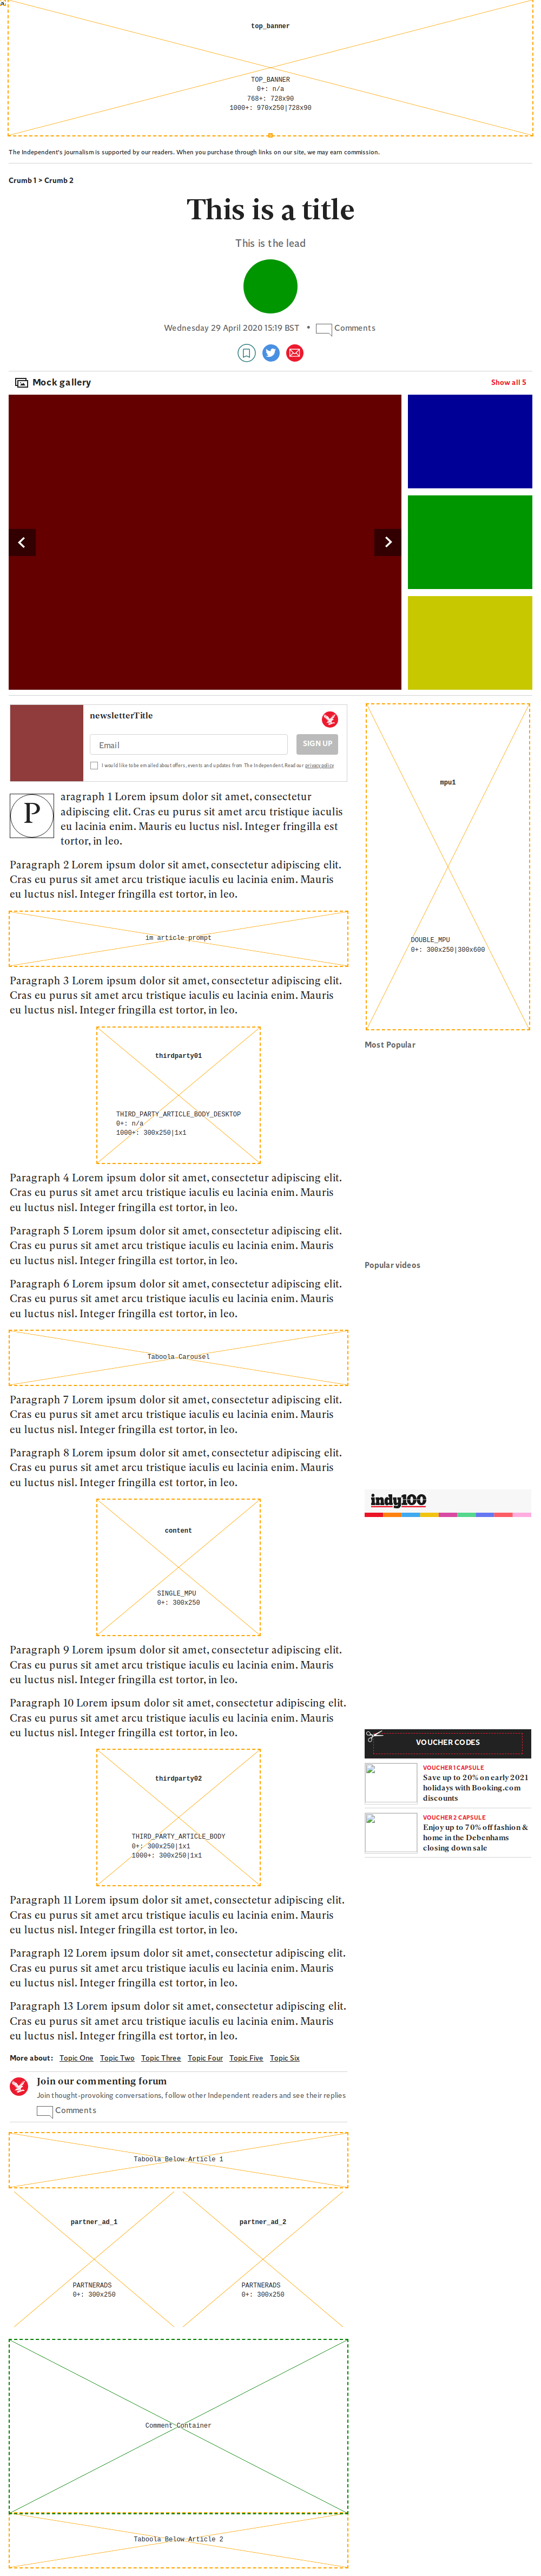 top_banner
TOP_BANNER
0+: n/a
768+: 728x90
1000+: 970x250|728x90
The Independent's journalism is supported by our readers. When you purchase through links on our site, we may earn commission.
Crumb 1 > Crumb 2
This is a title
This is the lead
Wednesday 29 April 2020 15:19 BST • Comments
Mock gallery
Show all 5
newsletterTitle
Email
SIGN UP
I would like to be emailed about offers, events and updates from The Independent. Read our privacy policy
Paragraph 1 Lorem ipsum dolor sit amet, consectetur
adipiscing elit. Cras eu purus sit amet arcu tristique iaculis
eu lacinia enim. Mauris eu luctus nisl. Integer fringilla est
tortor, in leo.
Paragraph 2 Lorem ipsum dolor sit amet, consectetur adipiscing elit.
Cras eu purus sit amet arcu tristique iaculis eu lacinia enim. Mauris
eu luctus nisl. Integer fringilla est tortor, in leo.
im article prompt
Paragraph 3 Lorem ipsum dolor sit amet, consectetur adipiscing elit.
Cras eu purus sit amet arcu tristique iaculis eu lacinia enim. Mauris
eu luctus nisl. Integer fringilla est tortor, in leo.
thirdparty01
THIRD_PARTY_ARTICLE_BODY_DESKTOP
0+: n/a
1000+: 300x250|1x1
Paragraph 4 Lorem ipsum dolor sit amet, consectetur adipiscing elit.
Cras eu purus sit amet arcu tristique iaculis eu lacinia enim. Mauris
eu luctus nisl. Integer fringilla est tortor, in leo.
Paragraph 5 Lorem ipsum dolor sit amet, consectetur adipiscing elit.
Cras eu purus sit amet arcu tristique iaculis eu lacinia enim. Mauris
eu luctus nisl. Integer fringilla est tortor, in leo.
Paragraph 6 Lorem ipsum dolor sit amet, consectetur adipiscing elit.
Cras eu purus sit amet arcu tristique iaculis eu lacinia enim. Mauris
eu luctus nisl. Integer fringilla est tortor, in leo.
Taboola Carousel
Paragraph 7 Lorem ipsum dolor sit amet, consectetur adipiscing elit.
Cras eu purus sit amet arcu tristique iaculis eu lacinia enim. Mauris
eu luctus nisl. Integer fringilla est tortor, in leo.
Paragraph 8 Lorem ipsum dolor sit amet, consectetur adipiscing elit.
Cras eu purus sit amet arcu tristique iaculis eu lacinia enim. Mauris
eu luctus nisl. Integer fringilla est tortor, in leo.
content
SINGLE_MPU
0+: 300x250
Paragraph 9 Lorem ipsum dolor sit amet, consectetur adipiscing elit.
Cras eu purus sit amet arcu tristique iaculis eu lacinia enim. Mauris
eu luctus nisl. Integer fringilla est tortor, in leo.
Paragraph 10 Lorem ipsum dolor sit amet, consectetur adipiscing elit.
Cras eu purus sit amet arcu tristique iaculis eu lacinia enim. Mauris
eu luctus nisl. Integer fringilla est tortor, in leo.
thirdparty02
THIRD_PARTY_ARTICLE_BODY
0+: 300x250|1x1
1000+: 300x250|1x1
Paragraph 11 Lorem ipsum dolor sit amet, consectetur adipiscing elit.
Cras eu purus sit amet arcu tristique iaculis eu lacinia enim. Mauris
eu luctus nisl. Integer fringilla est tortor, in leo.
Paragraph 12 Lorem ipsum dolor sit amet, consectetur adipiscing elit.
Cras eu purus sit amet arcu tristique iaculis eu lacinia enim. Mauris
eu luctus nisl. Integer fringilla est tortor, in leo.
Paragraph 13 Lorem ipsum dolor sit amet, consectetur adipiscing elit.
Cras eu purus sit amet arcu tristique iaculis eu lacinia enim. Mauris
eu luctus nisl. Integer fringilla est tortor, in leo.
More about: Topic One Topic Two Topic Three Topic Four Topic Five Topic Six
Join our commenting forum
Join thought-provoking conversations, follow other Independent readers and see their replies
Comments
Taboola Below Article 1
partner_ad_1
PARTNERADS
0+: 300x250
partner_ad_2
PARTNERADS
0+: 300x250
Comment Container
Taboola Below Article 2
mpu1
DOUBLE_MPU
0+: 300x250|300x600
Most Popular
Popular videos
indy100
VOUCHER CODES
VOUCHER 1 CAPSULE
Save up to 20% on early 2021
holidays with Booking.com
discounts
VOUCHER 2 CAPSULE
Enjoy up to 70% off fashion &
home in the Debenhams
closing down sale